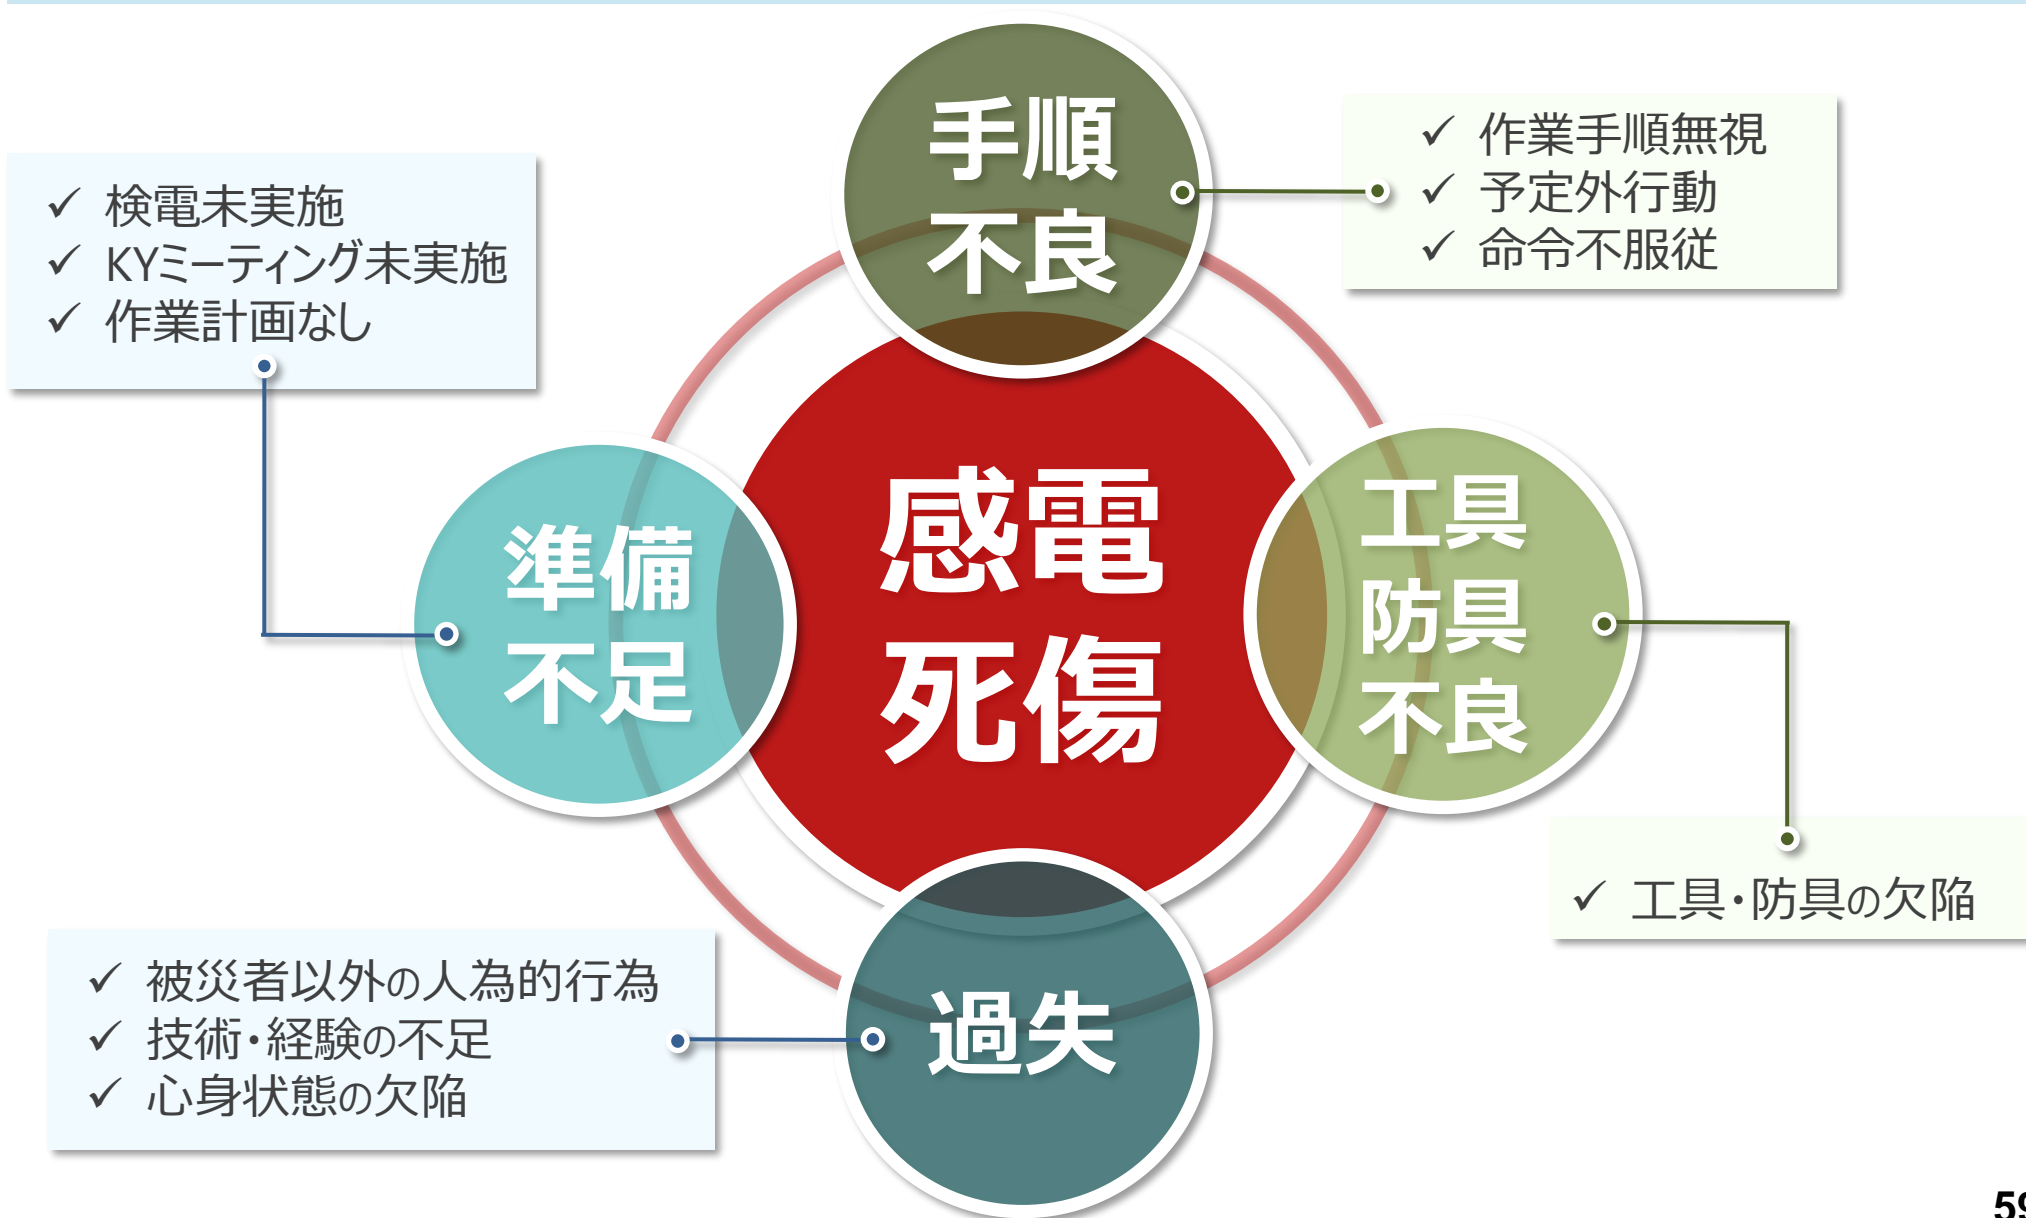 手順
不良
✓ 作業手順無視
✓ 予定外行動
✓ 命令不服従
✓ 検電未実施
✓ KYミーティング未実施
✓ 作業計画なし
感電
死傷
準備
不足
工具
防具
不良
✓ 工具・防具の欠陥
✓ 被災者以外の人為的行為
✓ 技術・経験の不足
✓ 心身状態の欠陥
過失
59